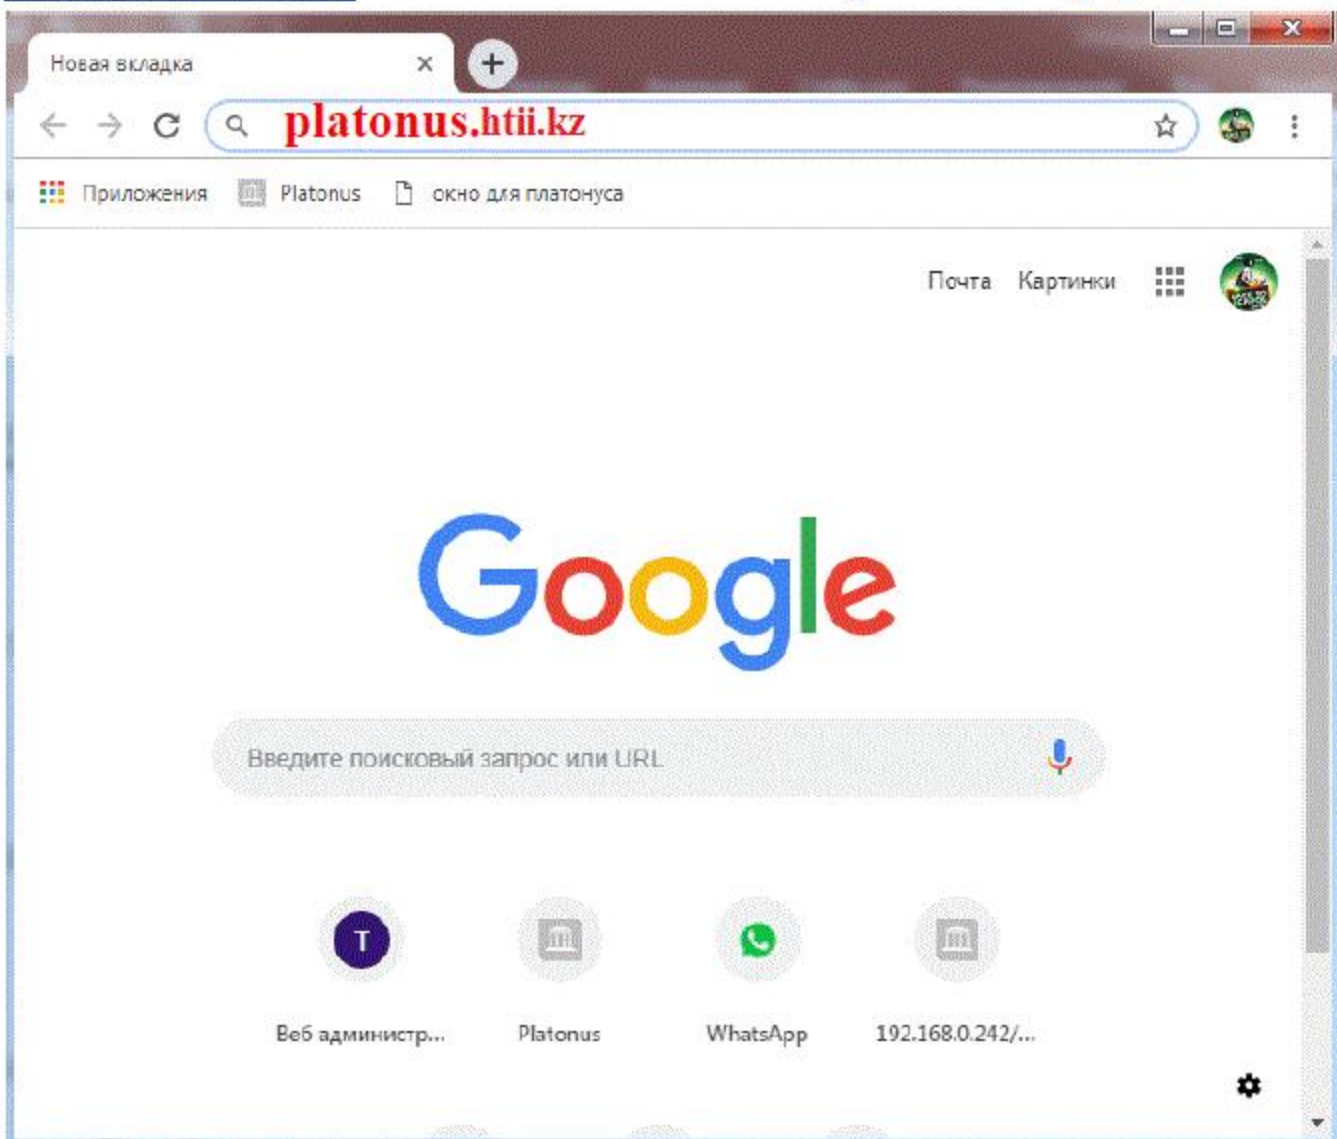 Новая вкладка
platonus.htii.kz
Приложения Platonus окно для платонуса
Почта Картинки
Google
Введите поисковый запрос или URL
T
Веб администр... Platonus WhatsApp 192.168.0.242/...